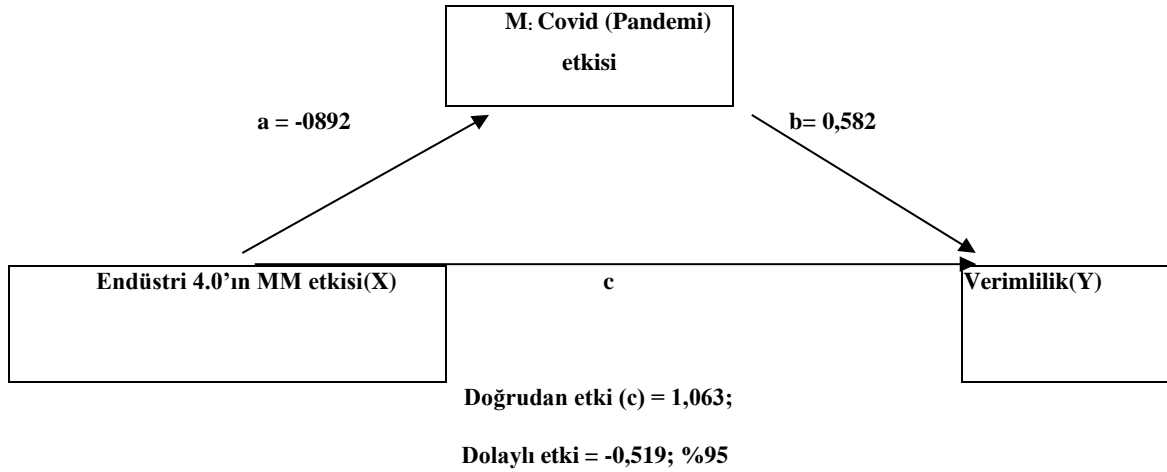 M: Covid (Pandemi)
etkisi
a = -0892
b= 0,582
Endüstri 4.0’ın MM etkisi(X)
c
Verimlilik(Y)
Doğrudan etki (c) = 1,063;
Dolaylı etki = -0,519; %95